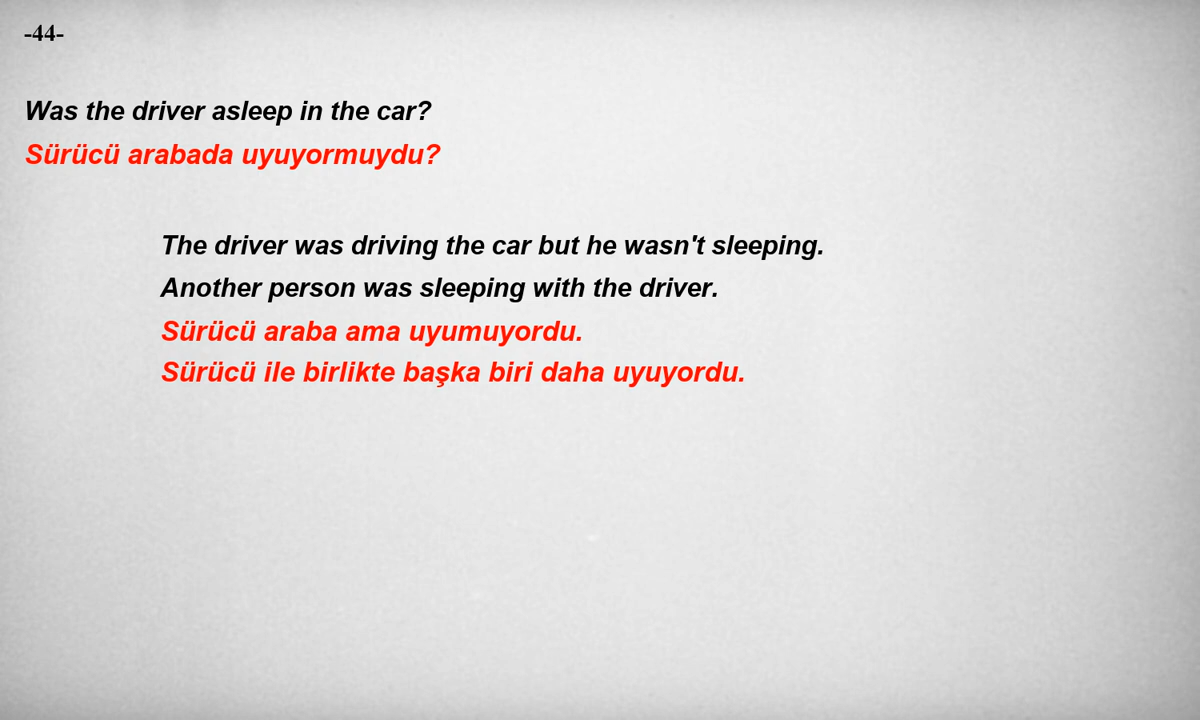 -44-
Was the driver asleep in the car?
Sürücü arabada uyuyormuydu?
The driver was driving the car but he wasn't sleeping.
Another person was sleeping with the driver.
Sürücü araba ama uyumuyordu.
Sürücü ile birlikte başka biri daha uyuyordu.